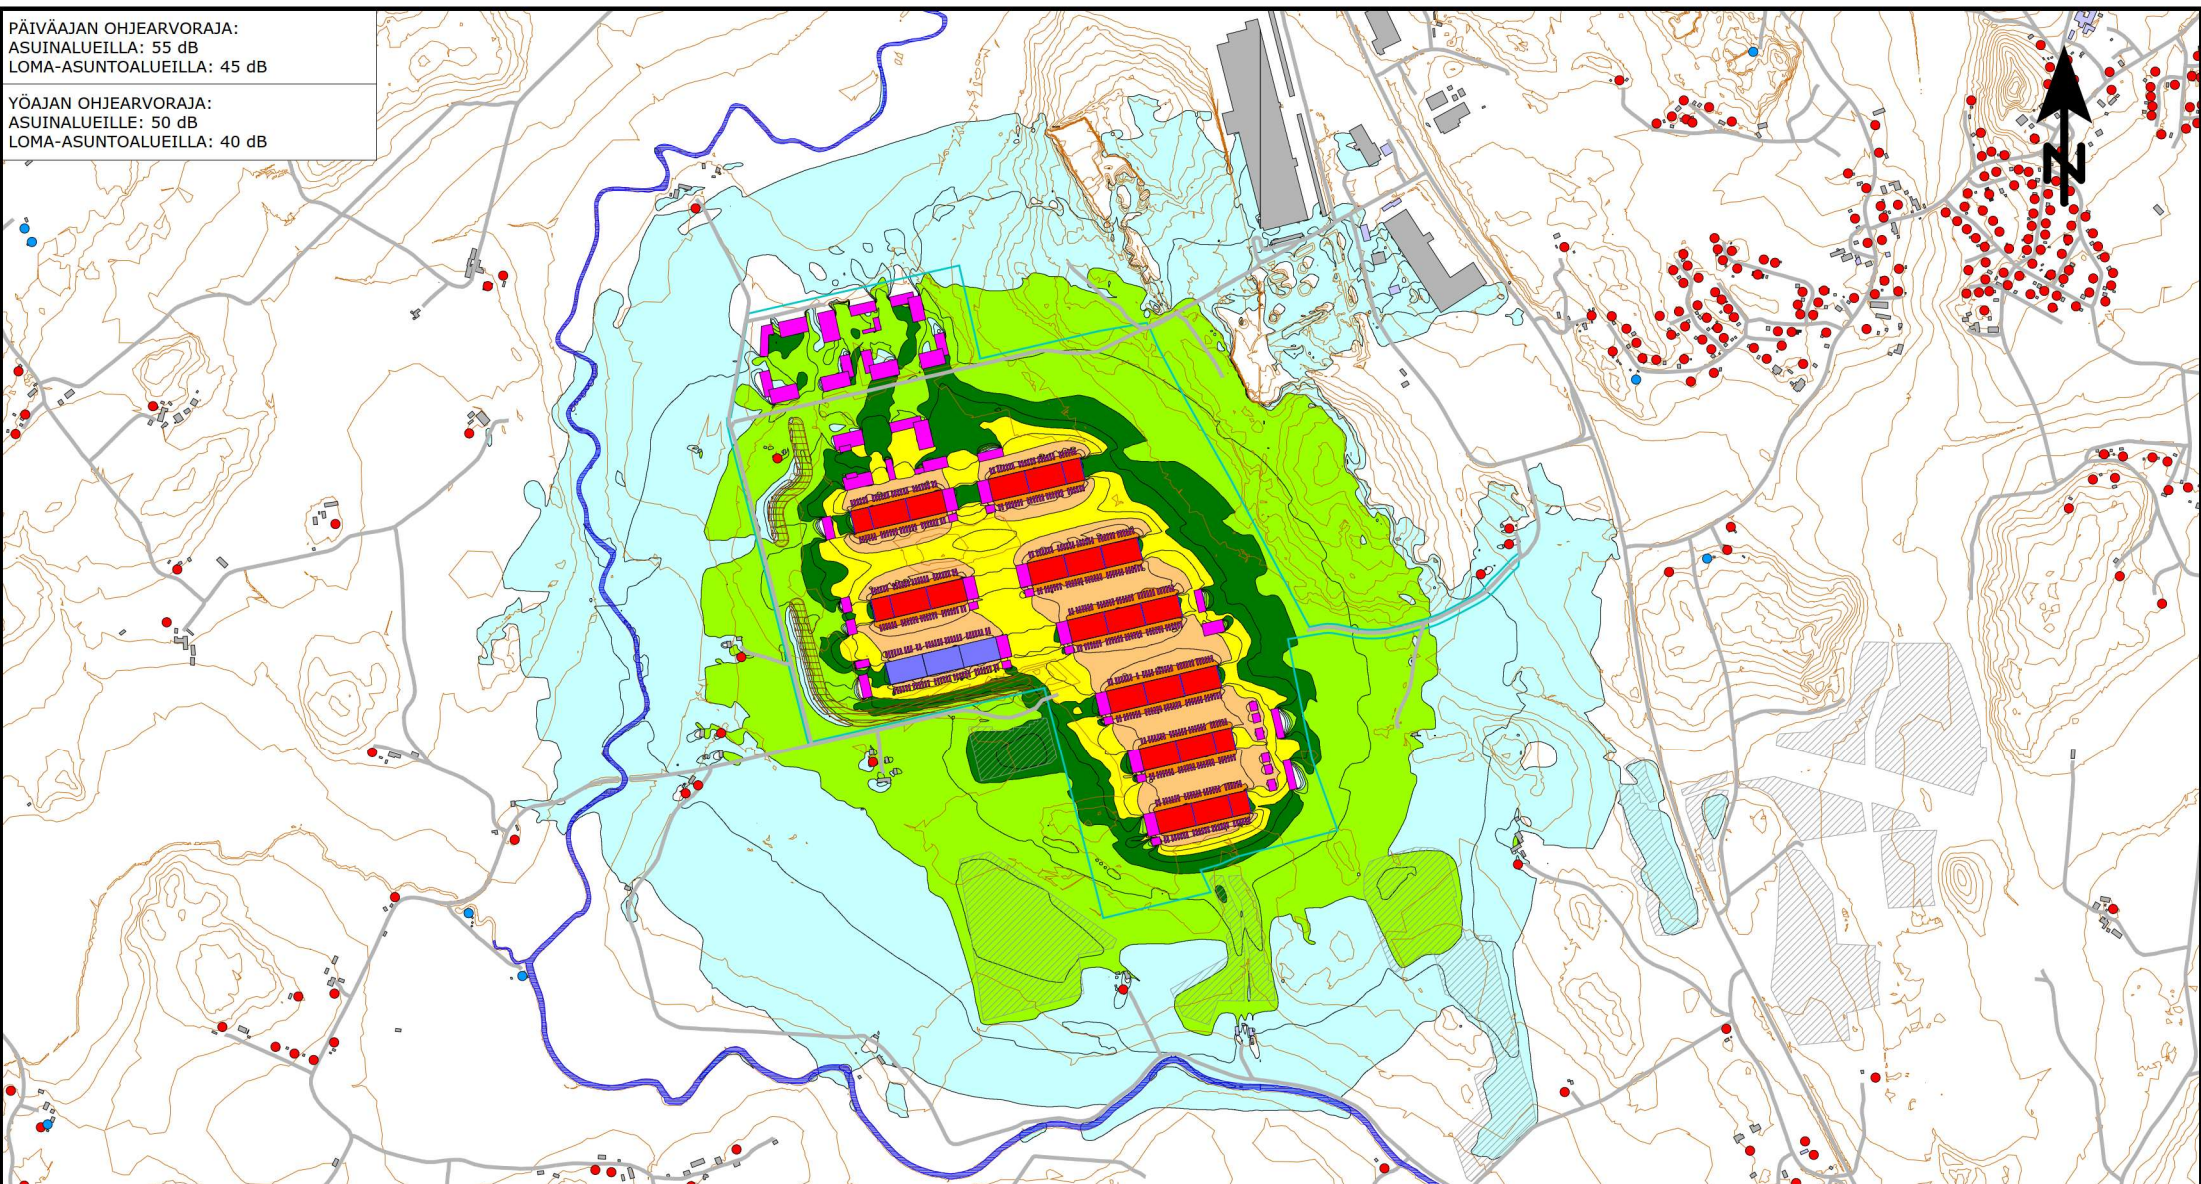 PÄIVÄAJAN OHJEARVORAJA:
ASUINALUEILLA: 55 dB
LOMA-ASUNTOALUEILLA: 45 dB
YÖAJAN OHJEARVORAJA:
ASUINALUEILLE: 50 dB
LOMA-ASUNTOALUEILLA: 40 dB
N